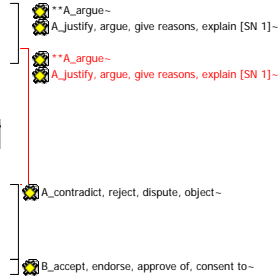 **A_argue~
A_justify, argue, give reasons, explain [SN 1]~
**A_argue~
A_justify, argue, give reasons, explain [SN 1]~
A_contradict, reject, dispute, object~
B_accept, endorse, approve of, consent to~